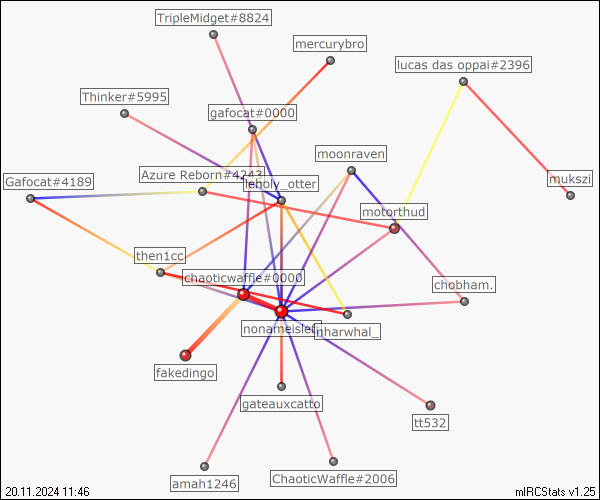 TripleMidget#8824
mercurybro
lucas das oppai#2396
Thinker#5995
gafocat#0000
moonraven
Azure Reborn#4243
Gafocat#4189
leholy_otter
mukszi
motorthud
then1cc
chaoticwaffle#0000
chobham.
nonameisleft
nharwhal_
fakedingo
gateauxcatto
tt532
amah1246
ChaoticWaffle#2006
20.11.2024 11:46
mIRCStats v1.25